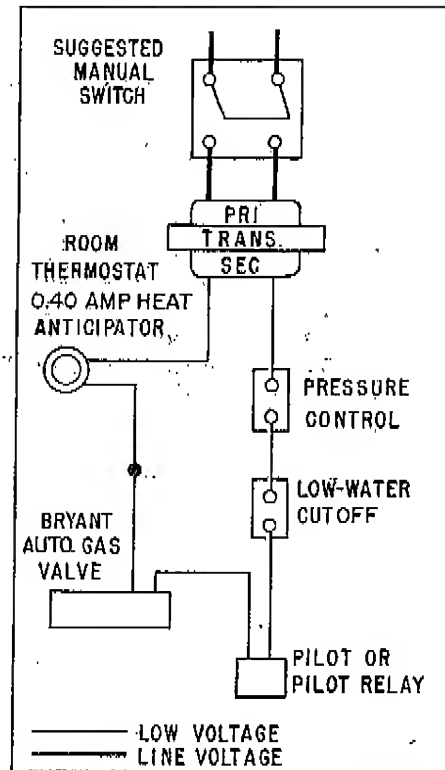 SUGGESTED
MANUAL
SWITCH
PRI
TRANS.
SEC
ROOM
THERMOSTAT
0.40 AMP HEAT
ANTICIPATOR
PRESSURE
CONTROL
LOW-WATER
CUTOFF
BRYANT
AUTO. GAS
VALVE
PILOT OR
PILOT RELAY
LOW VOLTAGE
LINE VOLTAGE